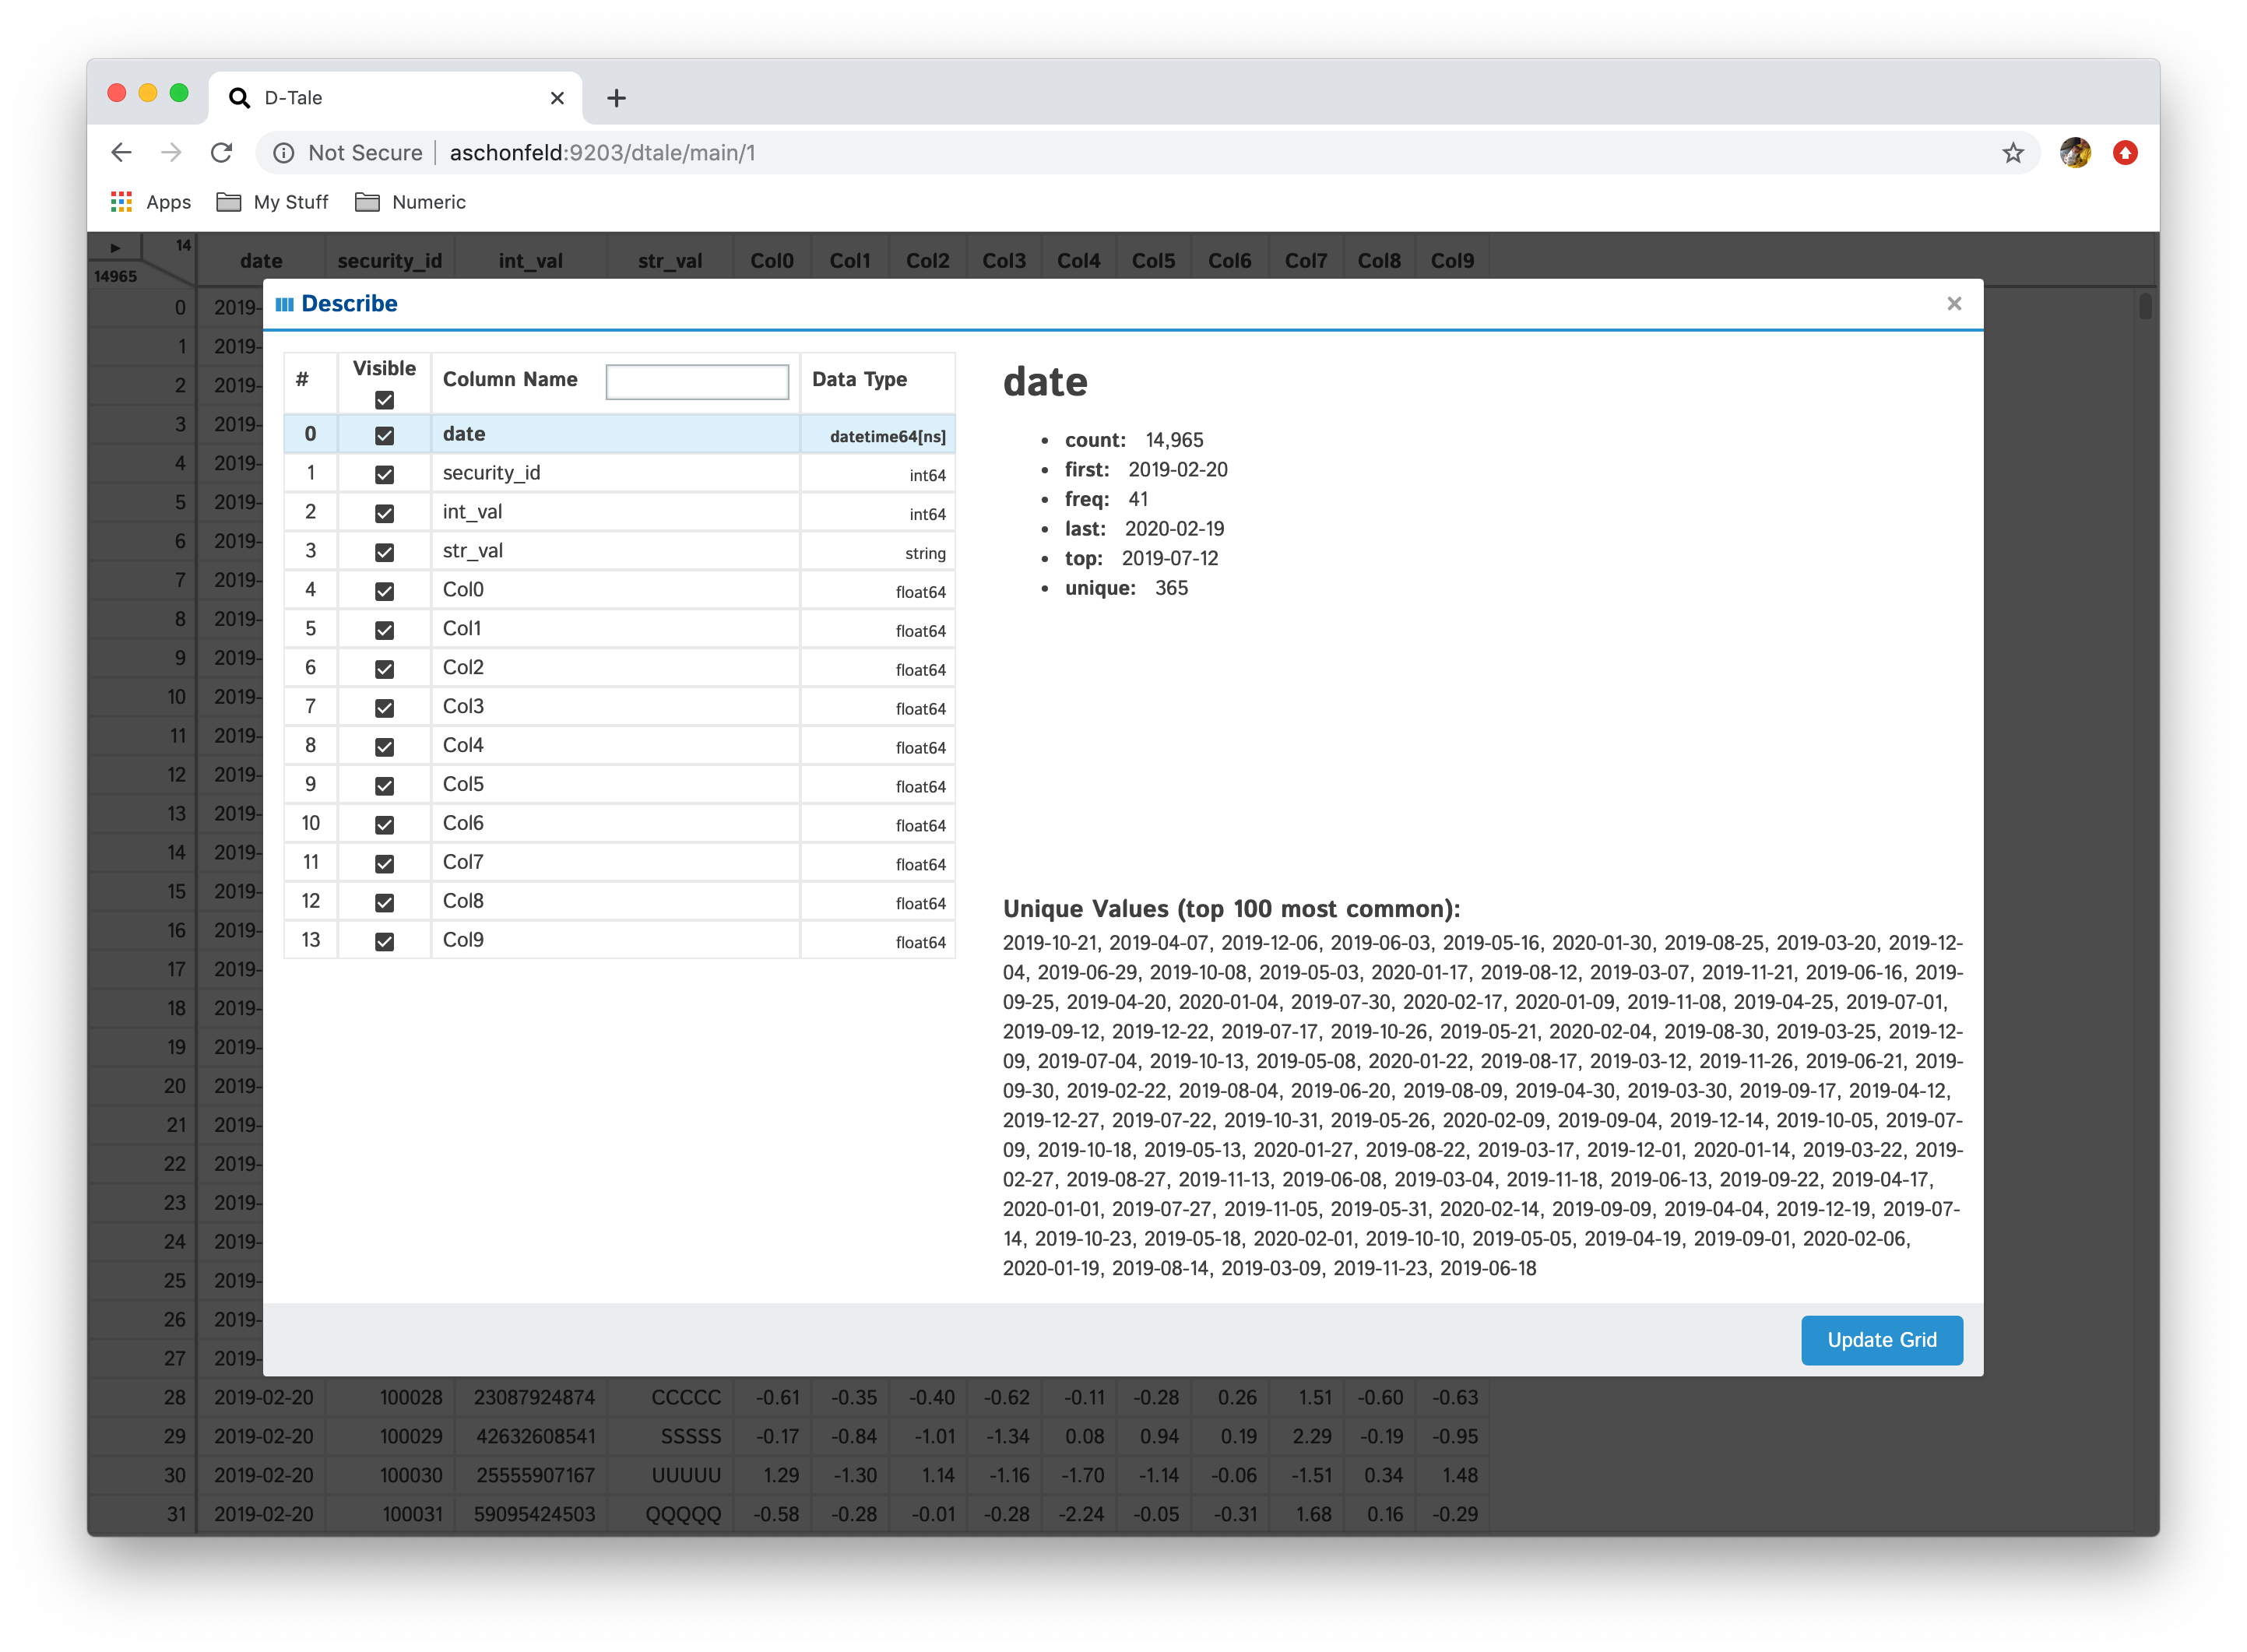 D-Tale
Not Secure | aschonfeld:9203/dtale/main/1
Apps My Stuff Numeric
14
14965
date security_id int_val str_val Col0 Col1 Col2 Col3 Col4 Col5 Col6 Col7 Col8 Col9
0 2019-
1 2019-
2 2019-
3 2019-
4 2019-
5 2019-
6 2019-
7 2019-
8 2019-
9 2019-
10 2019-
11 2019-
12 2019-
13 2019-
14 2019-
15 2019-
16 2019-
17 2019-
18 2019-
19 2019-
20 2019-
21 2019-
22 2019-
23 2019-
24 2019-
25 2019-
26 2019-
27 2019-
Describe
# Visible Column Name Data Type
0 date datetime64[ns]
1 security_id int64
2 int_val int64
3 str_val string
4 Col0 float64
5 Col1 float64
6 Col2 float64
7 Col3 float64
8 Col4 float64
9 Col5 float64
10 Col6 float64
11 Col7 float64
12 Col8 float64
13 Col9 float64
date
count: 14,965
first: 2019-02-20
freq: 41
last: 2020-02-19
top: 2019-07-12
unique: 365
Unique Values (top 100 most common):
2019-10-21, 2019-04-07, 2019-12-06, 2019-06-03, 2019-05-16, 2020-01-30, 2019-08-25, 2019-03-20, 2019-12-
04, 2019-06-29, 2019-10-08, 2019-05-03, 2020-01-17, 2019-08-12, 2019-03-07, 2019-11-21, 2019-06-16, 2019-
09-25, 2019-04-20, 2020-01-04, 2019-07-30, 2020-02-17, 2020-01-09, 2019-11-08, 2019-04-25, 2019-07-01,
2019-09-12, 2019-12-22, 2019-07-17, 2019-10-26, 2019-05-21, 2020-02-04, 2019-08-30, 2019-03-25, 2019-12-
09, 2019-07-04, 2019-10-13, 2019-05-08, 2020-01-22, 2019-08-17, 2019-03-12, 2019-11-26, 2019-06-21, 2019-
09-30, 2019-02-22, 2019-08-04, 2019-06-20, 2019-08-09, 2019-04-30, 2019-03-30, 2019-09-17, 2019-04-12,
2019-12-27, 2019-07-22, 2019-10-31, 2019-05-26, 2020-02-09, 2019-09-04, 2019-12-14, 2019-10-05, 2019-07-
09, 2019-10-18, 2019-05-13, 2020-01-27, 2019-08-22, 2019-03-17, 2019-12-01, 2020-01-14, 2019-03-22, 2019-
02-27, 2019-08-27, 2019-11-13, 2019-06-08, 2019-03-04, 2019-11-18, 2019-06-13, 2019-09-22, 2019-04-17,
2020-01-01, 2019-07-27, 2019-11-05, 2019-05-31, 2020-02-14, 2019-09-09, 2019-04-04, 2019-12-19, 2019-07-
14, 2019-10-23, 2019-05-18, 2020-02-01, 2019-10-10, 2019-05-05, 2019-04-19, 2019-09-01, 2020-02-06,
2020-01-19, 2019-08-14, 2019-03-09, 2019-11-23, 2019-06-18
Update Grid
28 2019-02-20 100028 23087924874 CCCCC -0.61 -0.35 -0.40 -0.62 -0.11 -0.28 0.26 1.51 -0.60 -0.63
29 2019-02-20 100029 42632608541 SSSSS -0.17 -0.84 -1.01 -1.34 0.08 0.94 0.19 2.29 -0.19 -0.95
30 2019-02-20 100030 25555907167 UUUUU 1.29 -1.30 1.14 -1.16 -1.70 -1.14 -0.06 -1.51 0.34 1.48
31 2019-02-20 100031 59095424503 QQQQQ -0.58 -0.28 -0.01 -0.28 -2.24 -0.05 -0.31 1.68 0.16 -0.29